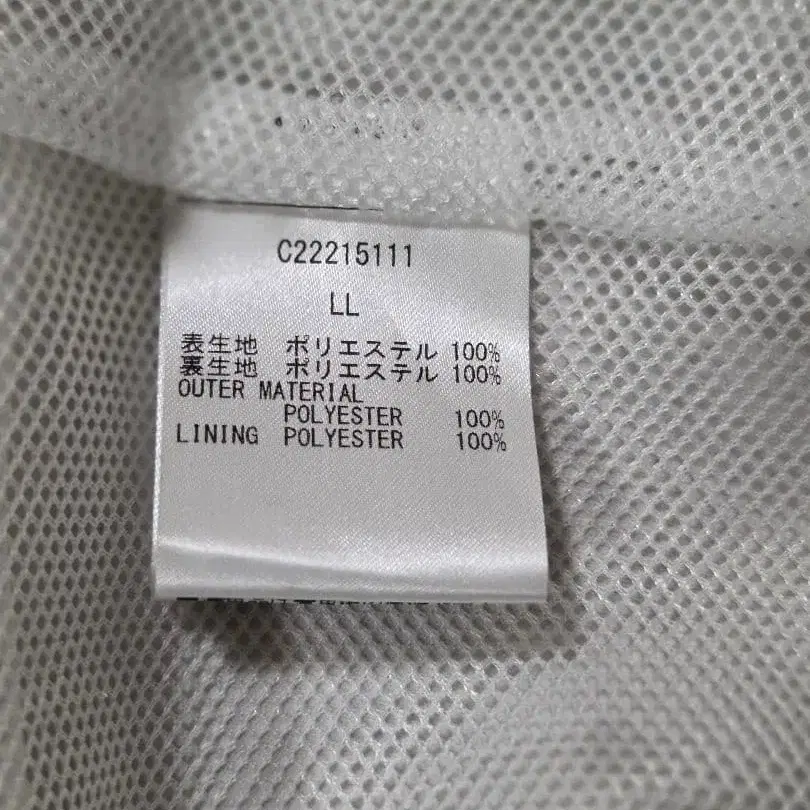 C22215111
LL
表生地 ポリエステル 100%
裏生地 ポリエステル 100%
OUTER MATERIAL
POLYESTER 100%
LINING POLYESTER 100%